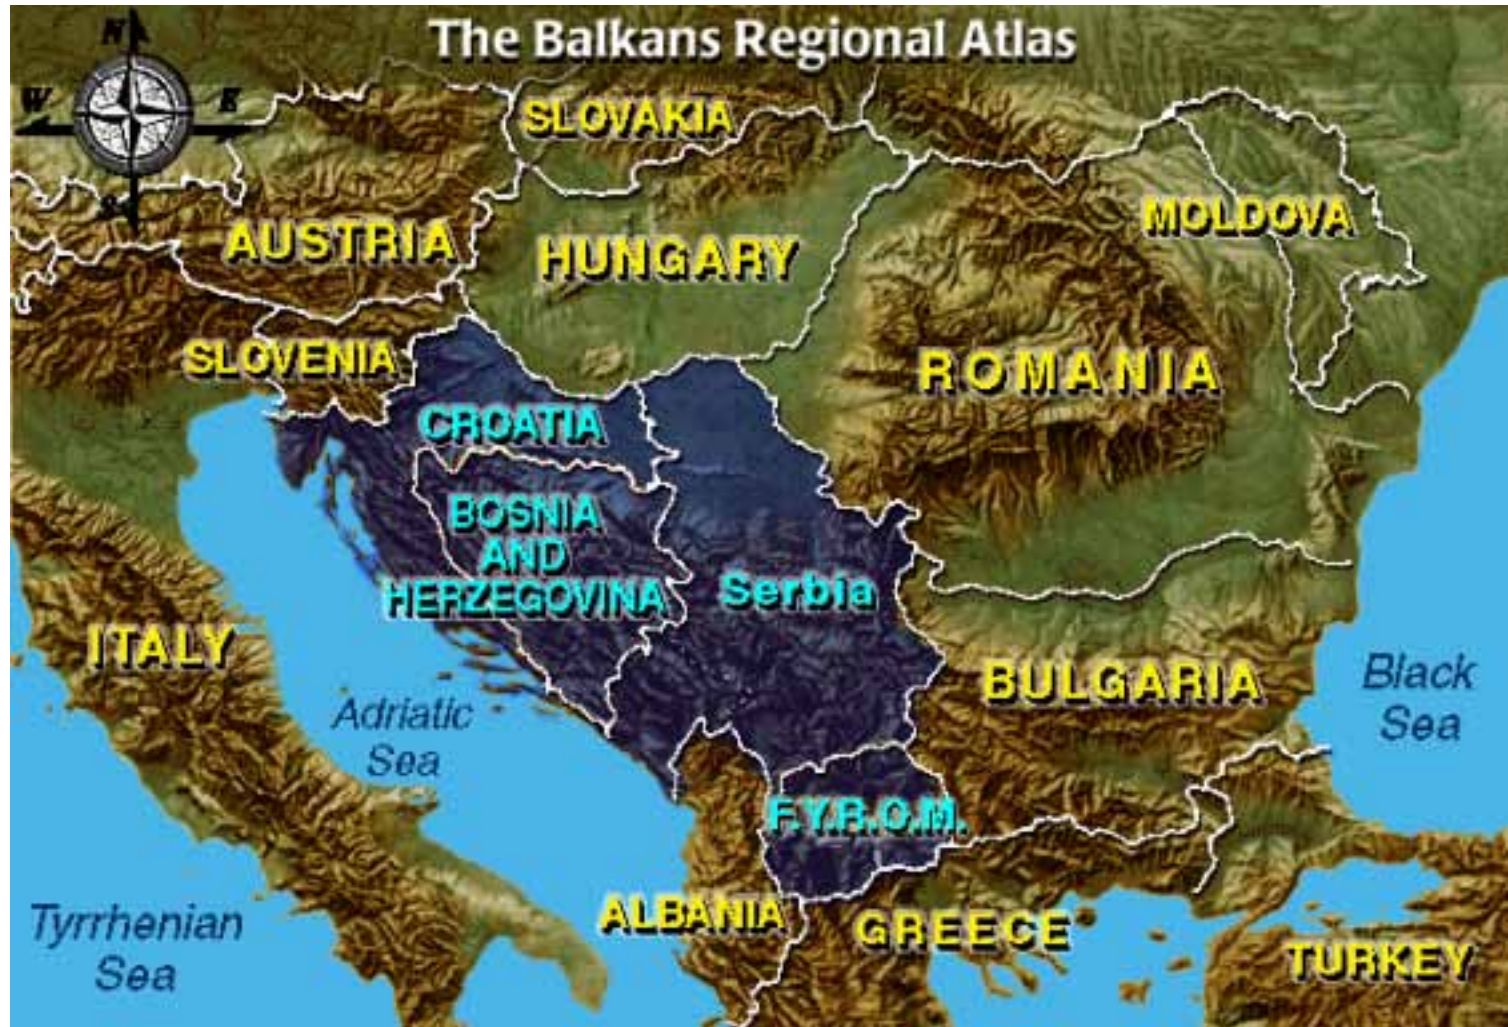 The Balkans Regional Atlas
N
W E
S
SLOVAKIA
MOLDOVA
AUSTRIA
HUNGARY
SLOVENIA
ROMANIA
CROATIA
BOSNIA
AND
HERZEGOVINA
Serbia
ITALY
BULGARIA
Black
Sea
Adriatic
Sea
F.Y.R.O.M.
ALBANIA
GREECE
Tyrrhenian
Sea
TURKEY